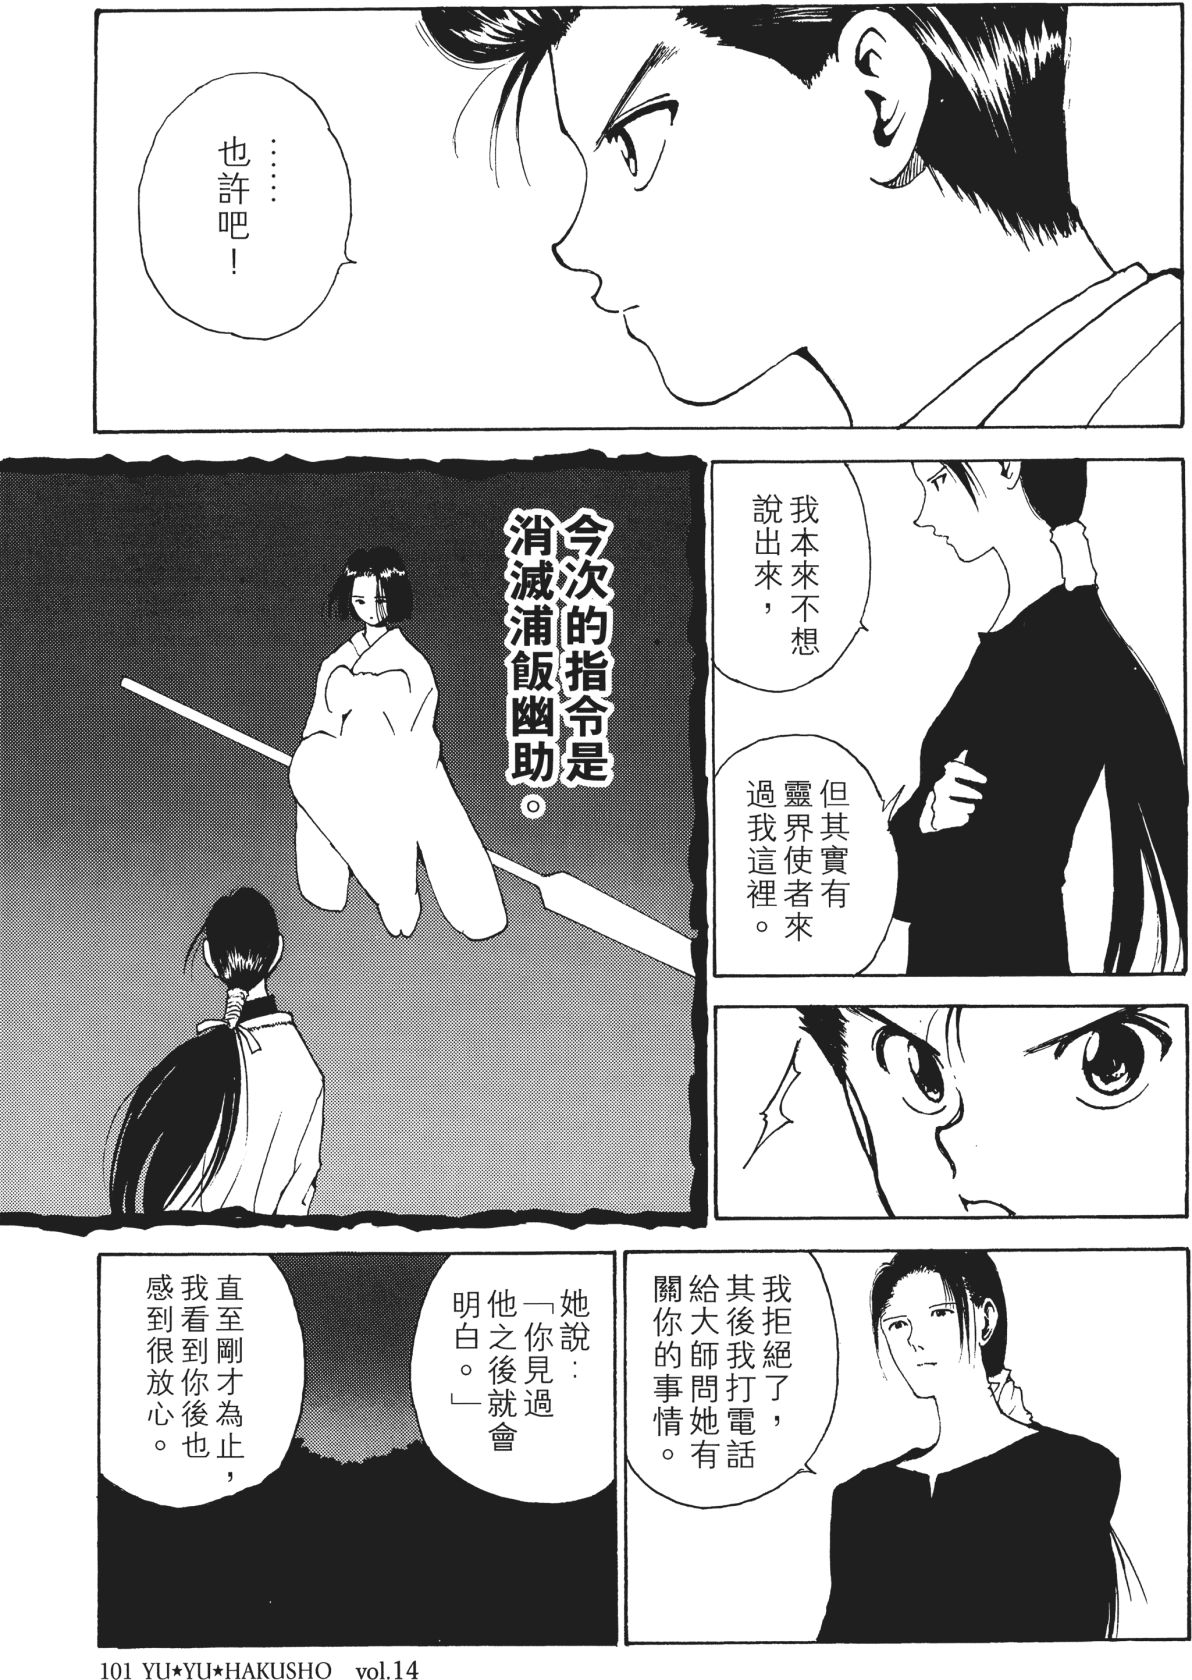 ……
也許吧！
我本來不想
說出來，
但其實有
靈界使者來
過我這裡。
今次的指令是
消滅浦飯幽助。
我拒絕了，
其後我打電話
給大師問她有
關你的事情。
她說：
「你見過
他之後就會
明白。」
直至剛才為止，
我看到你後也
感到很放心。
101 YU★YU★HAKUSHO vol.14